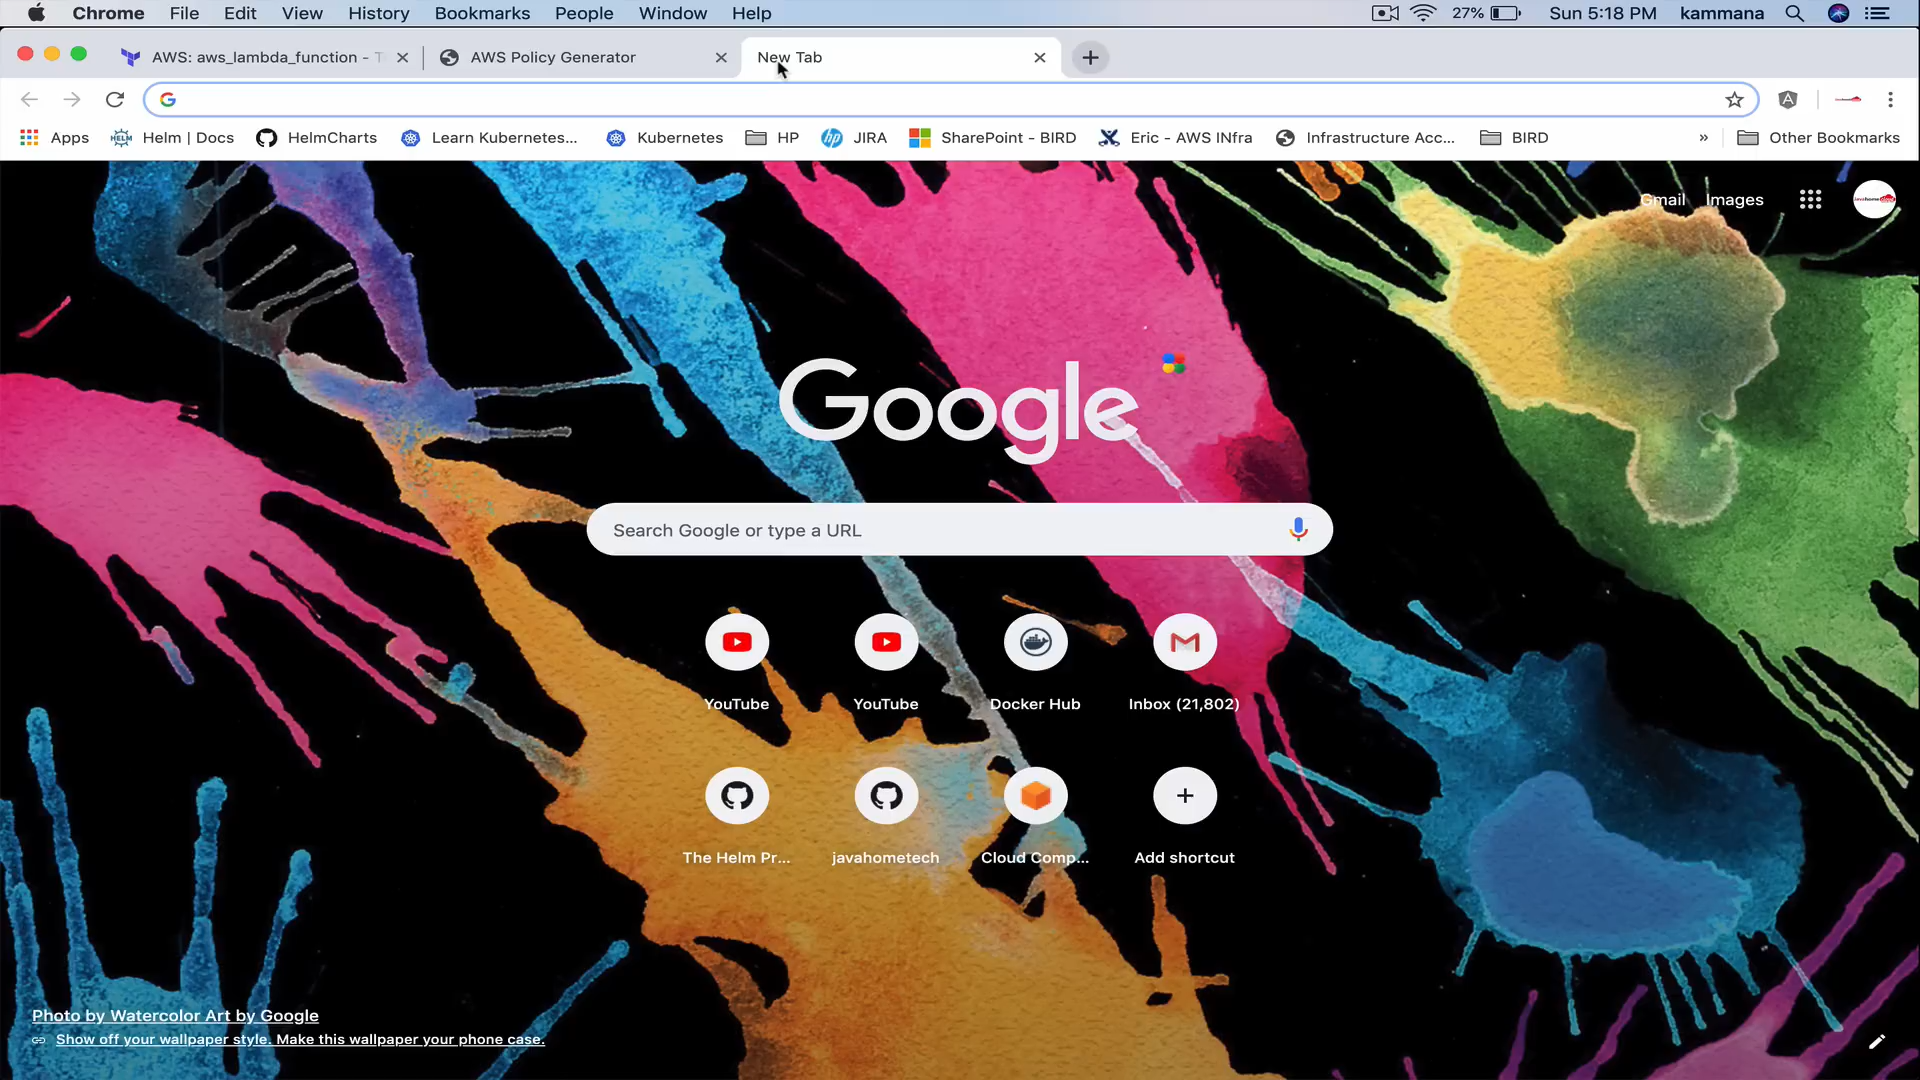 Chrome File Edit View History Bookmarks People Window Help 27% Sun 5:18 PM kammana
AWS: aws_lambda_function - T AWS Policy Generator New Tab
Apps Helm | Docs HelmCharts Learn Kubernetes... Kubernetes HP JIRA SharePoint - BIRD Eric - AWS INfra Infrastructure Acc... BIRD » Other Bookmarks
Gmail Images
Google
Search Google or type a URL
YouTube YouTube Docker Hub Inbox (21,802)
The Helm Pr... javahometech Cloud Comp... Add shortcut
Photo by Watercolor Art by Google
Show off your wallpaper style. Make this wallpaper your phone case.